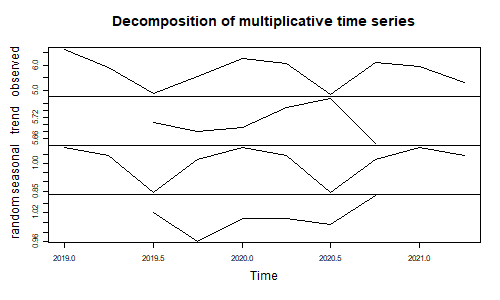 Decomposition of multiplicative time series
observed
5.0 6.0
trend
5.66 5.72
seasonal
0.85 1.00
random
0.96 1.02
2019.0 2019.5 2020.0 2020.5 2021.0
Time